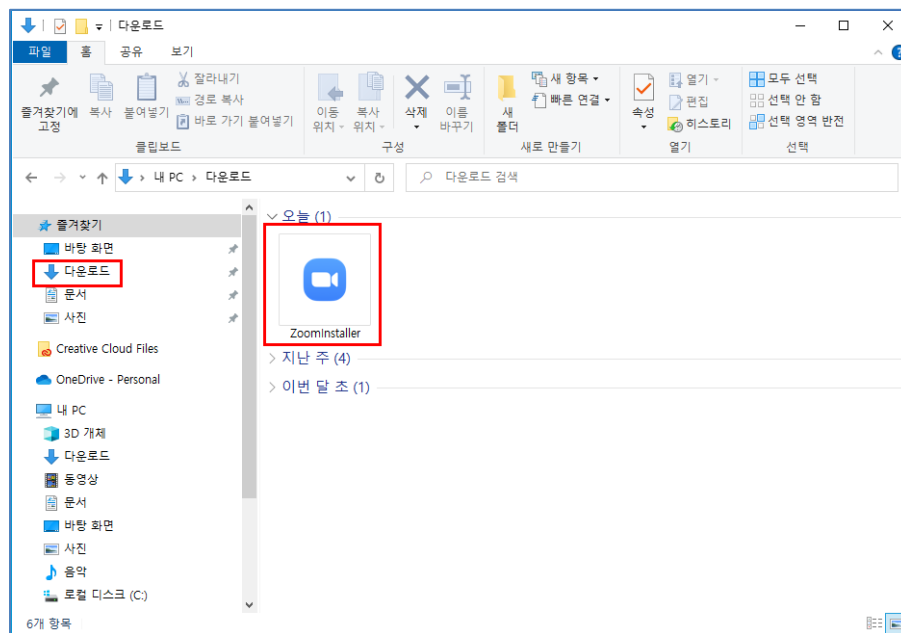 다운로드
파일 홈 공유 보기
즐겨찾기에 고정
복사
붙여넣기
잘라내기
경로 복사
바로 가기 붙여넣기
클립보드
이동 위치
복사 위치
삭제
이름 바꾸기
구성
새 폴더
새 항목
빠른 연결
새로 만들기
속성
열기
편집
히스토리
열기
모두 선택
선택 안 함
선택 영역 반전
선택
내 PC > 다운로드
다운로드 검색
즐겨찾기
바탕 화면
다운로드
문서
사진
Creative Cloud Files
OneDrive - Personal
내 PC
3D 개체
다운로드
동영상
문서
바탕 화면
사진
음악
로컬 디스크 (C:)
오늘 (1)
ZoomInstaller
지난 주 (4)
이번 달 초 (1)
6개 항목